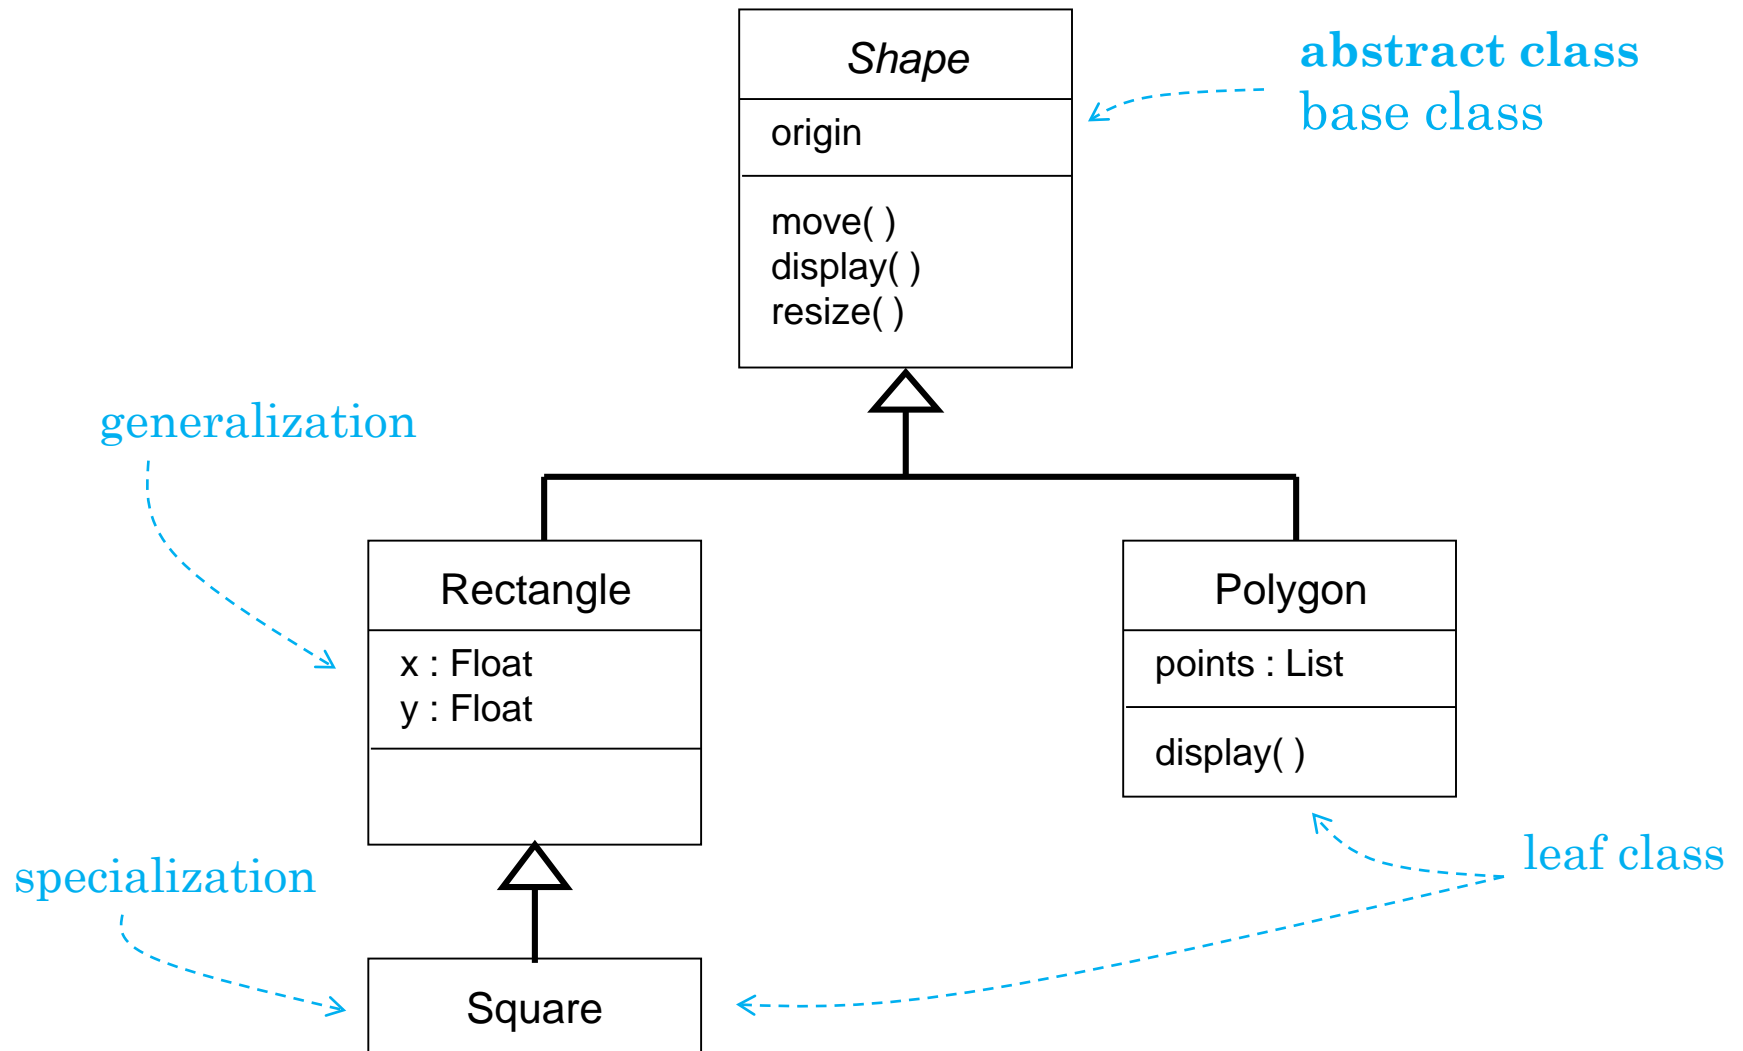 Shape
abstract class
base class
origin
move( )
display( )
resize( )
generalization
Rectangle
x : Float
y : Float
Polygon
points : List
display( )
specialization
leaf class
Square